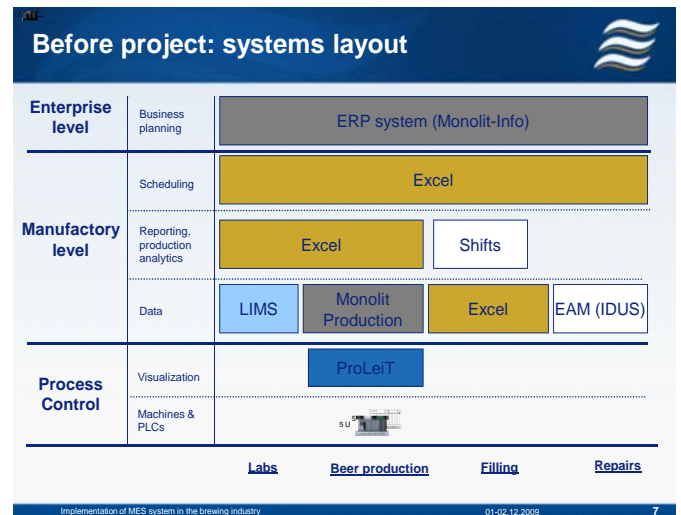 Before project: systems layout
Enterprise
level
Business
planning
ERP system (Monolit-Info)
Manufactory
level
Scheduling
Excel
Reporting,
production
analytics
Excel
Shifts
Data
LIMS
Monolit
Production
Excel
EAM (IDUS)
Process
Control
Visualization
ProLeiT
Machines &
PLCs
5 U 5
Labs
Beer production
Filling
Repairs
Implementation of MES system in the brewing industry
01-02.12.2009
7